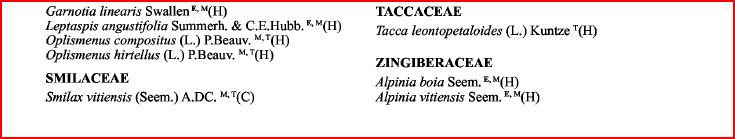 Garnotia linearis Swallen E, M(H)
Leptaspis angustifolia Summerh. & C.E.Hubb. E, M(H)
Oplismenus compositus (L.) P.Beauv. M, T(H)
Oplismenus hirtellus (L.) P.Beauv. M, T(H)
SMILACEAE
Smilax vitiensis (Seem.) A.DC. M, T(C)
TACCACEAE
Tacca leontopetaloides (L.) Kuntze T(H)
ZINGIBERACEAE
Alpinia boia Seem. E, M(H)
Alpinia vitiensis Seem. E, M(H)